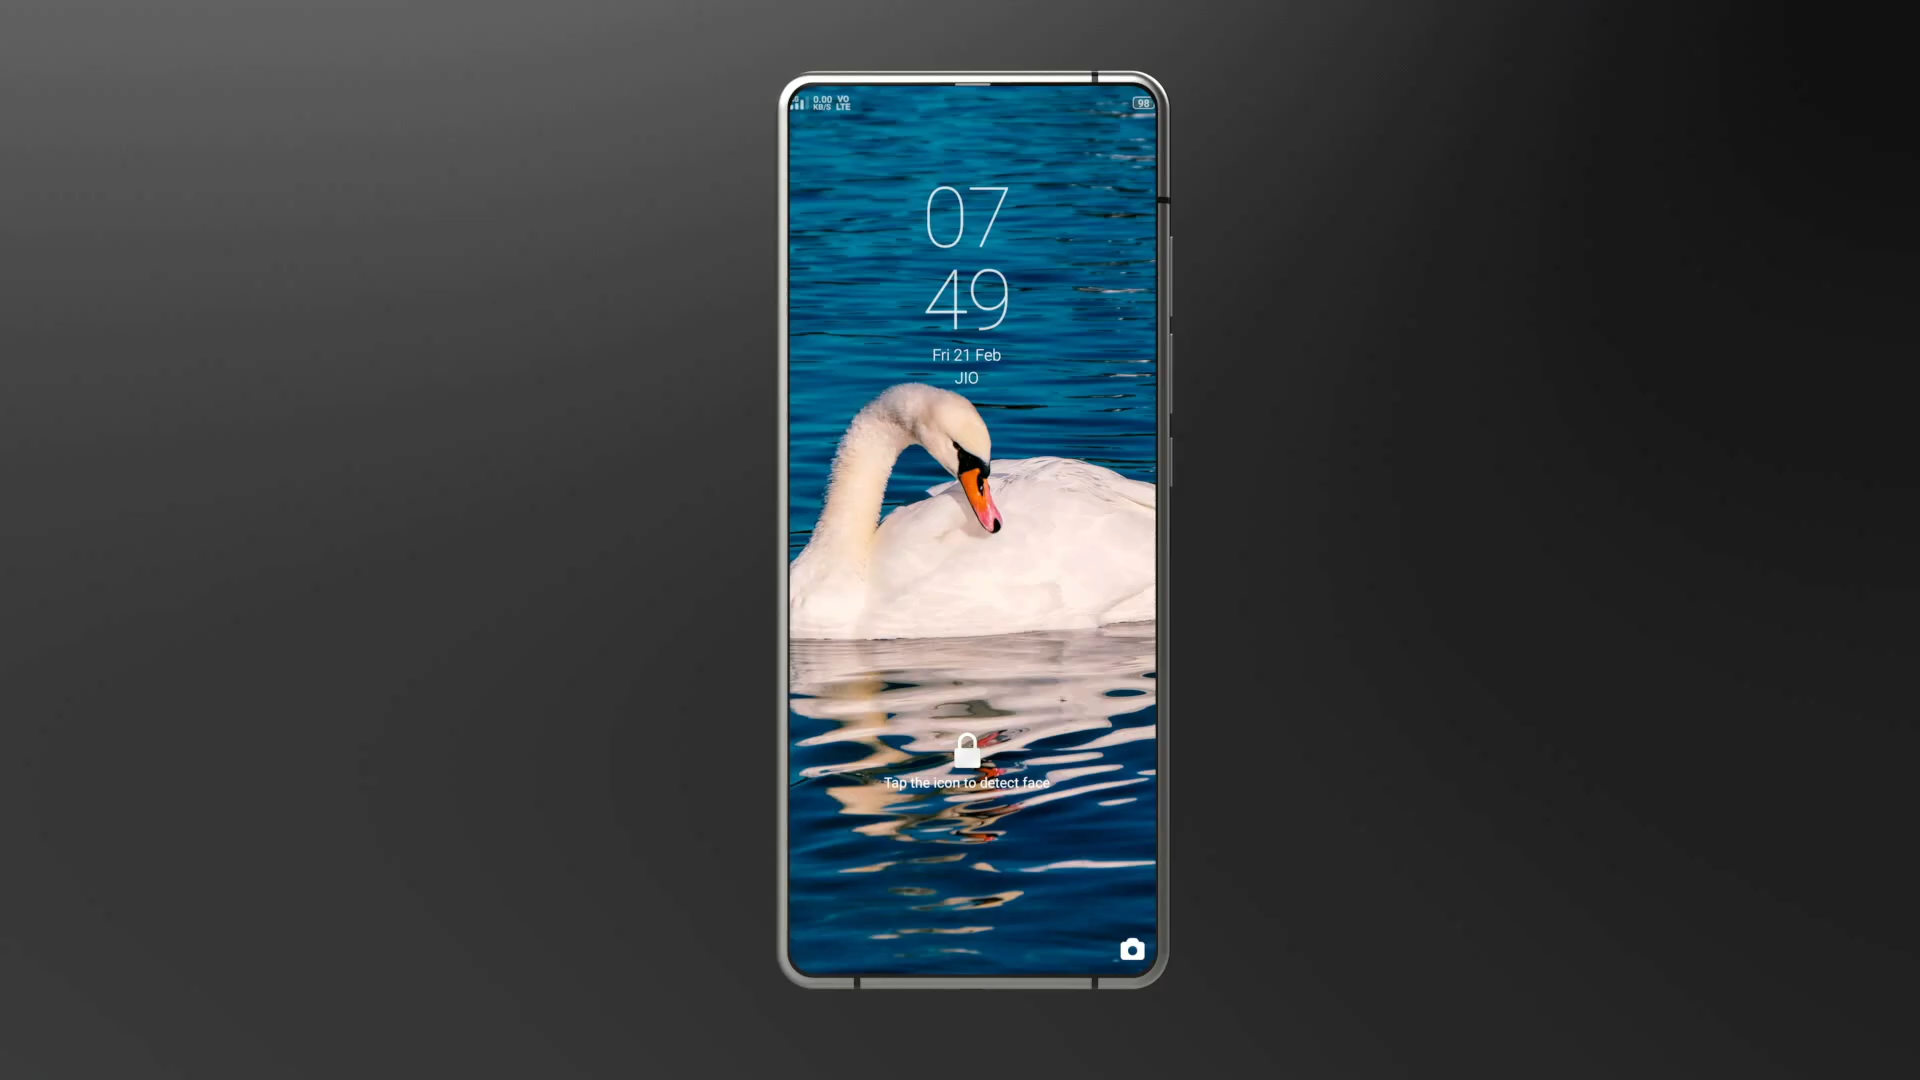 0.00 VO
KB/S LTE
98
07
49
Fri 21 Feb
JIO
Tap the icon to detect face